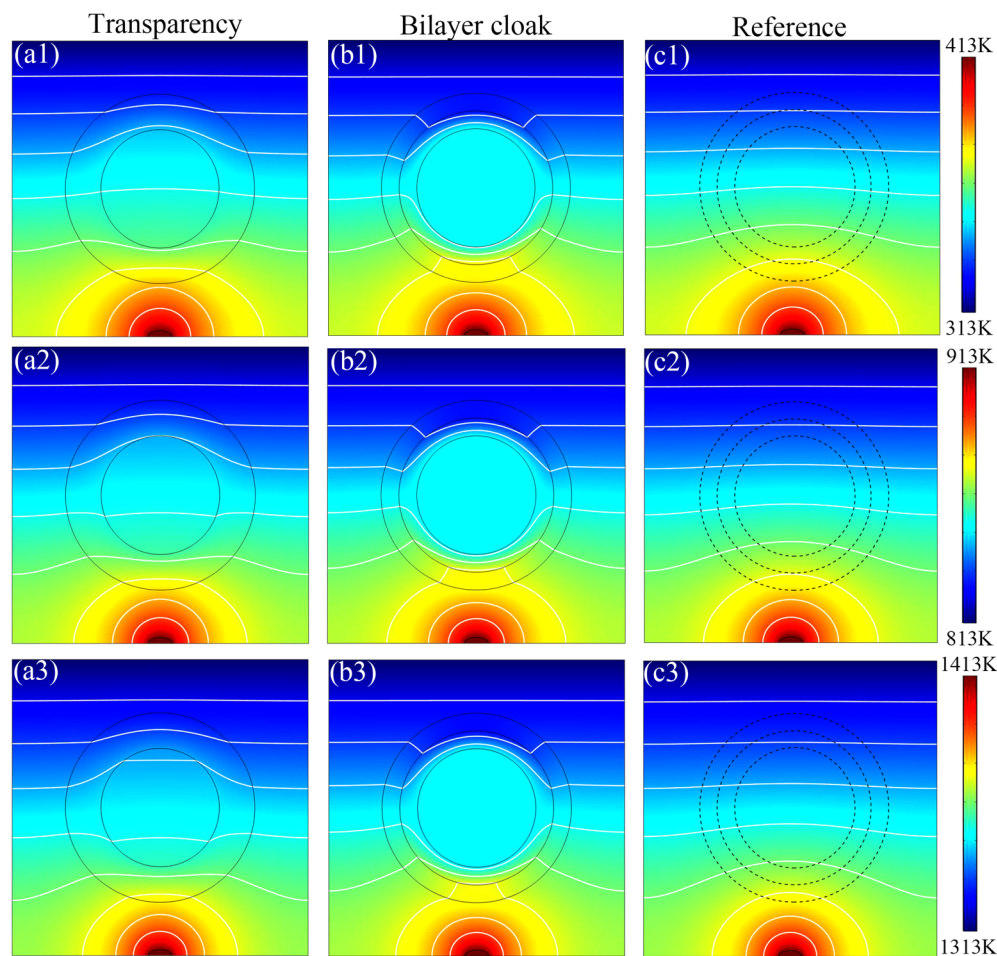 Transparency Bilayer cloak Reference
(a1) (b1) (c1) 413K
313K
(a2) (b2) (c2) 913K
813K
(a3) (b3) (c3) 1413K
1313K